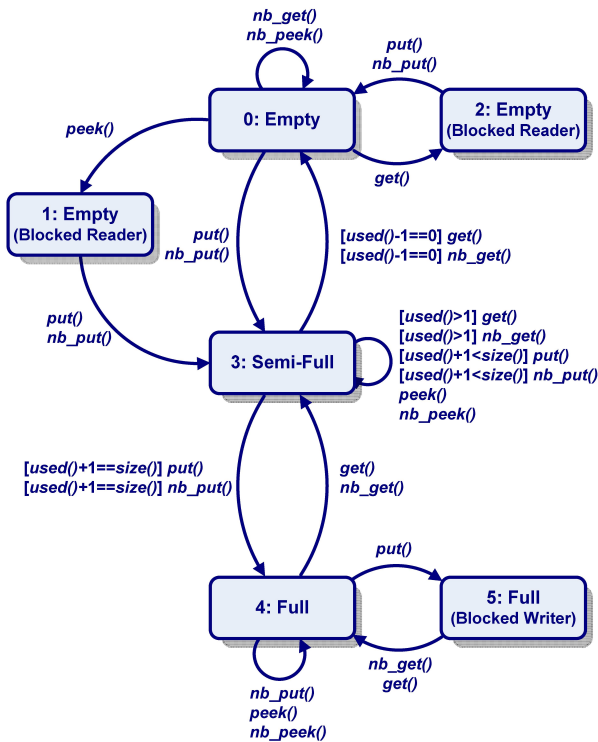 nb_get()
nb_peek()
put()
nb_put()
0: Empty
2: Empty
(Blocked Reader)
peek()
get()
1: Empty
(Blocked Reader)
put()
nb_put()
[used()-1==0] get()
[used()-1==0] nb_get()
put()
nb_put()
[used()>1] get()
[used()>1] nb_get()
[used()+1<size()] put()
[used()+1<size()] nb_put()
peek()
nb_peek()
3: Semi-Full
[used()+1==size()] put()
[used()+1==size()] nb_put()
get()
nb_get()
put()
4: Full
5: Full
(Blocked Writer)
nb_get()
get()
nb_put()
peek()
nb_peek()